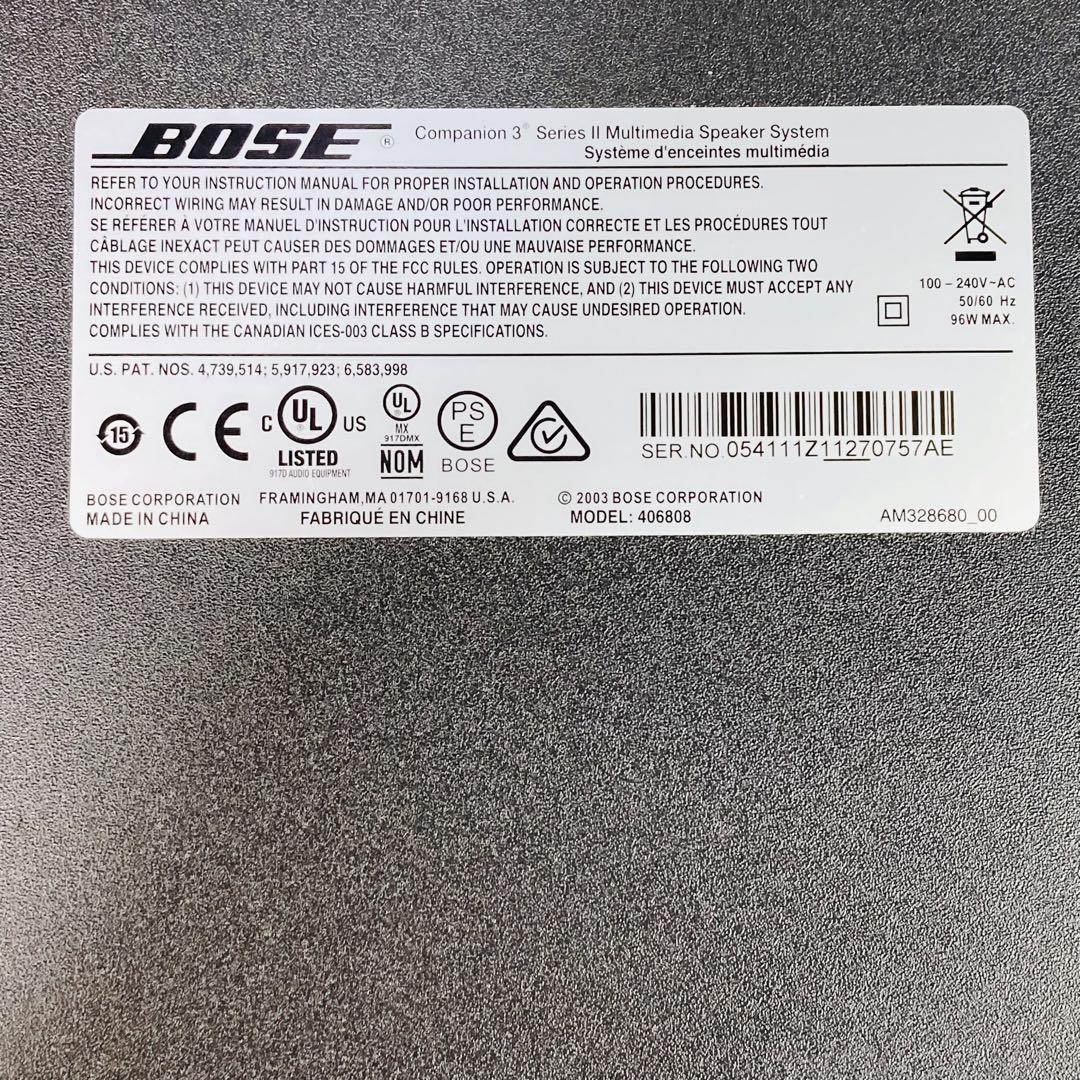 BOSE® Companion 3® Series II Multimedia Speaker System
Système d'enceintes multimédia
REFER TO YOUR INSTRUCTION MANUAL FOR PROPER INSTALLATION AND OPERATION PROCEDURES.
INCORRECT WIRING MAY RESULT IN DAMAGE AND/OR POOR PERFORMANCE.
SE RÉFÉRER À VOTRE MANUEL D'INSTRUCTION POUR L'INSTALLATION CORRECTE ET LES PROCÉDURES TOUT
CÂBLAGE INEXACT PEUT CAUSER DES DOMMAGES ET/OU UNE MAUVAISE PERFORMANCE.
THIS DEVICE COMPLIES WITH PART 15 OF THE FCC RULES. OPERATION IS SUBJECT TO THE FOLLOWING TWO
CONDITIONS: (1) THIS DEVICE MAY NOT CAUSE HARMFUL INTERFERENCE, AND (2) THIS DEVICE MUST ACCEPT ANY
INTERFERENCE RECEIVED, INCLUDING INTERFERENCE THAT MAY CAUSE UNDESIRED OPERATION.
COMPLIES WITH THE CANADIAN ICES-003 CLASS B SPECIFICATIONS.
100 – 240V~AC
50/60 Hz
96W MAX.
U.S. PAT. NOS. 4,739,514; 5,917,923; 6,583,998
15
CE
C UL US
LISTED
917D AUDIO EQUIPMENT
UL
MX
917DMX
NOM
PS
E
BOSE
SER.NO.054111Z11270757AE
BOSE CORPORATION FRAMINGHAM,MA 01701-9168 U.S.A. © 2003 BOSE CORPORATION
MADE IN CHINA FABRIQUÉ EN CHINE MODEL: 406808 AM328680_00